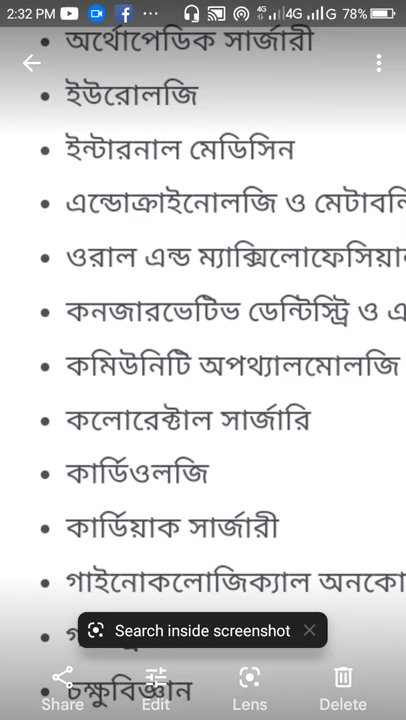 2:32 PM ... 4G 4G G 78%
অর্থোপেডিক সার্জারী
ইউরোলজি
ইন্টারনাল মেডিসিন
এন্ডোক্রাইনোলজি ও
ওরাল এন্ড
কনজারভেটিভ ডেন্টিস্ট্রি ও
কমিউনিটি অপথ্যালমোলজি
কলোরেক্টাল সার্জারি
কার্ডিওলজি
কার্ডিয়াক সার্জারী
গাইনোকলোজিক্যাল
Search inside screenshot
চক্ষুবিজ্ঞান
Share Edit Lens Delete